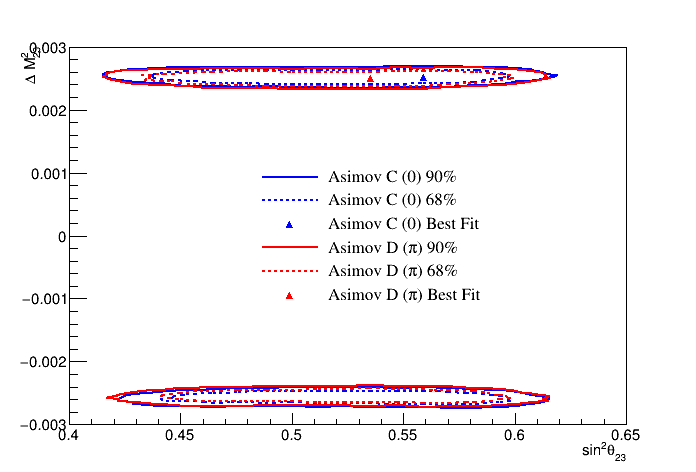 Δ M²₂₃
0.003
0.002
0.001
0
−0.001
−0.002
−0.003
Asimov C (0) 90%
Asimov C (0) 68%
Asimov C (0) Best Fit
Asimov D (π) 90%
Asimov D (π) 68%
Asimov D (π) Best Fit
0.4 0.45 0.5 0.55 0.6 0.65
sin²θ₂₃